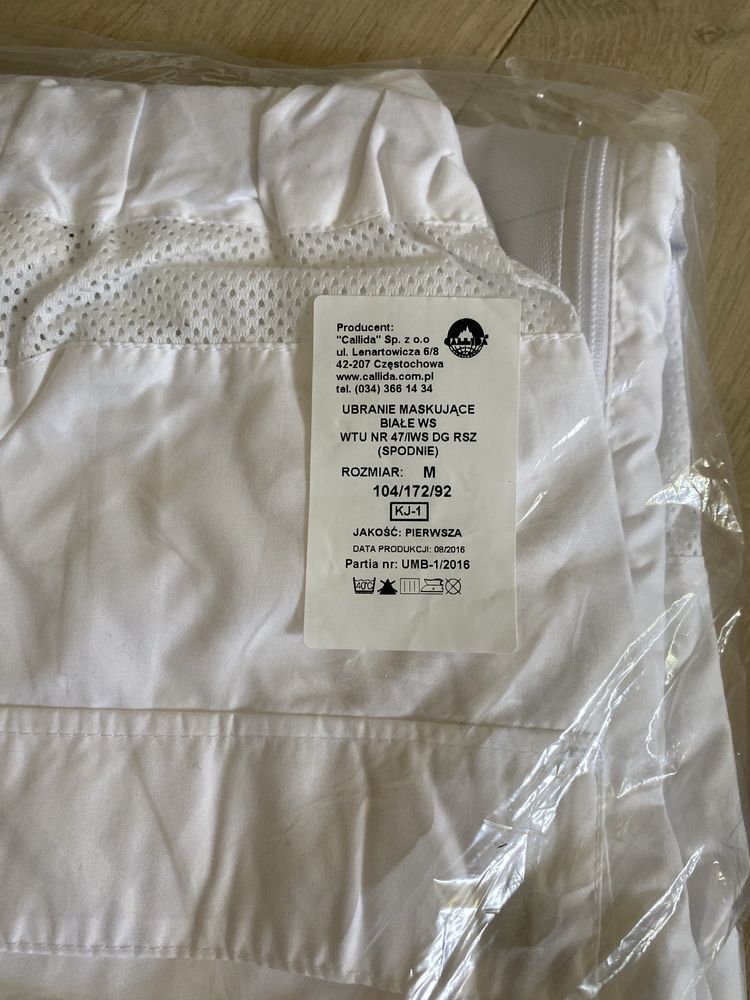 Producent:
"Callida" Sp. z o.o
ul. Lenartowicza 6/8
42-207 Częstochowa
www.callida.com.pl
tel. (034) 366 14 34
CALLIDA
UBRANIE MASKUJĄCE
BIAŁE WS
WTU NR 47/IWS DG RSZ
(SPODNIE)
ROZMIAR: M
104/172/92
KJ-1
JAKOŚĆ: PIERWSZA
DATA PRODUKCJI: 08/2016
Partia nr: UMB-1/2016
40°C